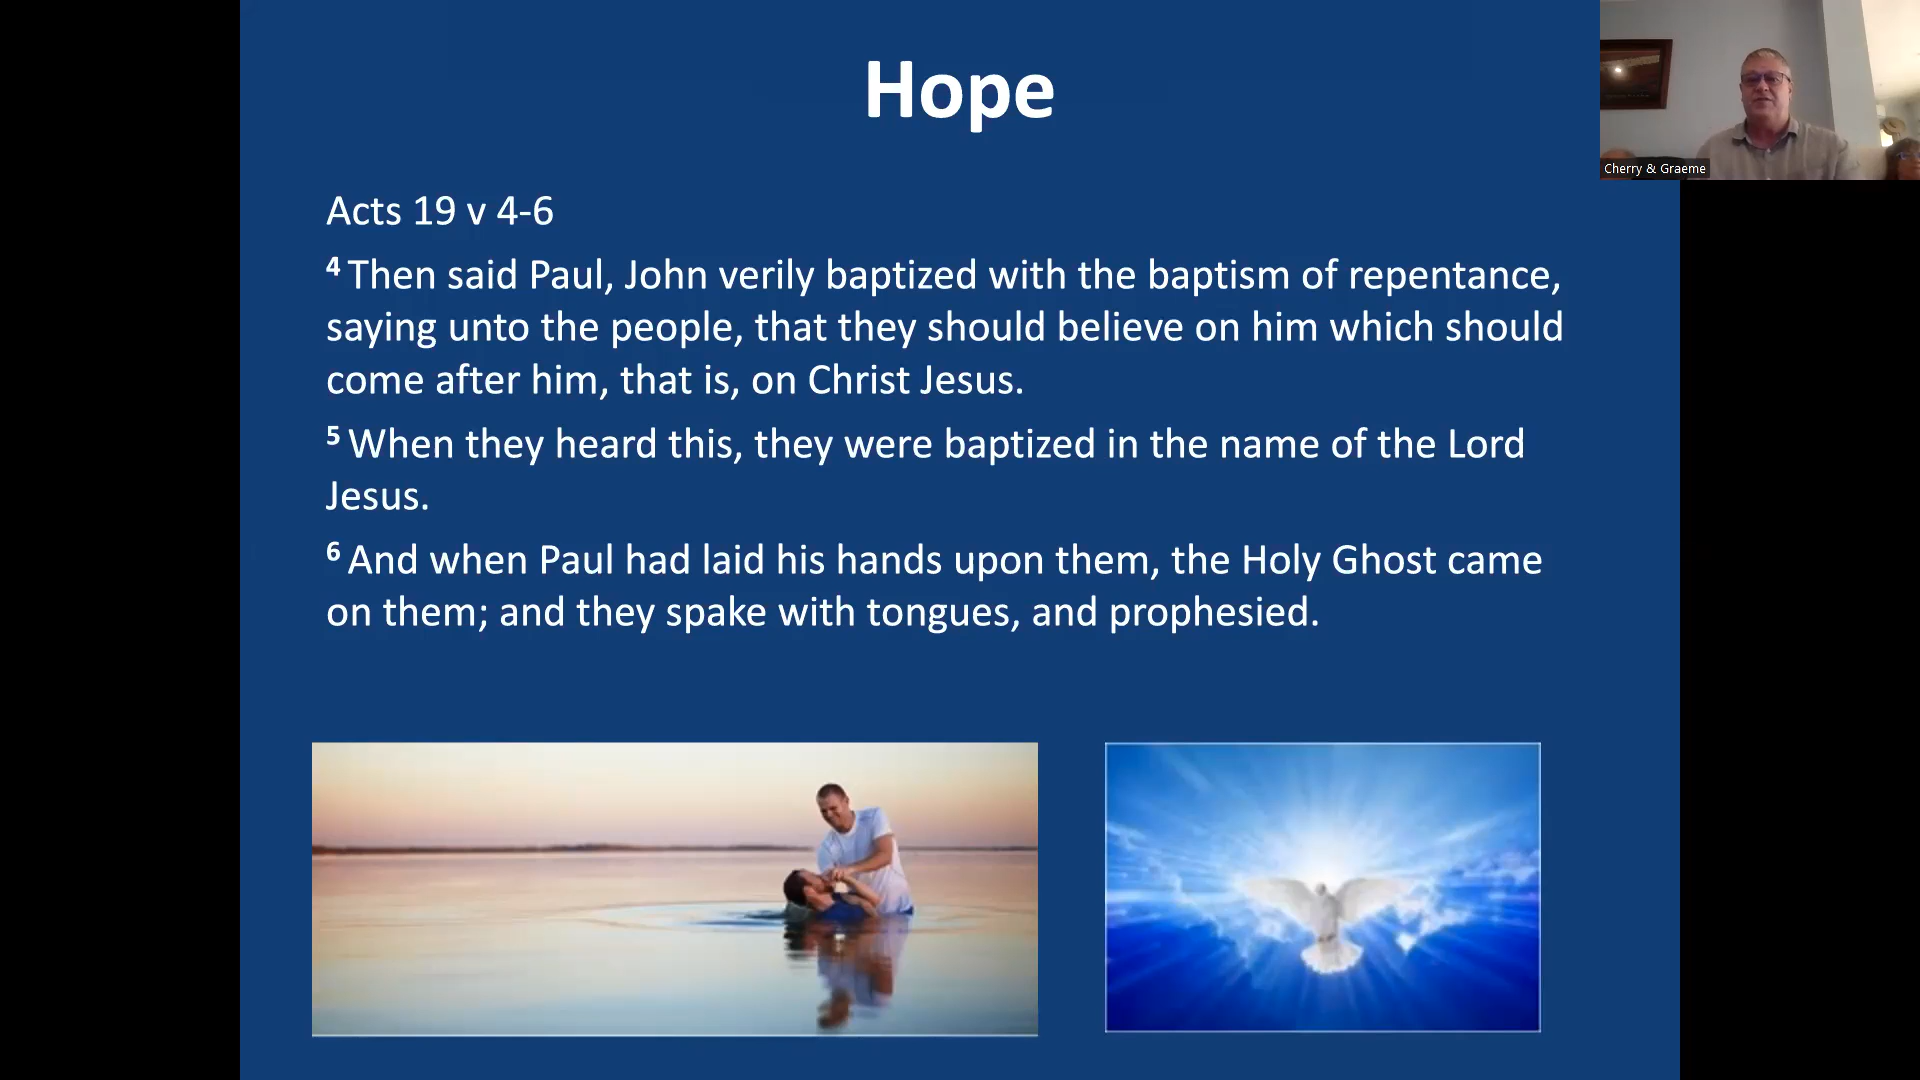 Hope
Cherry & Graeme
Acts 19 v 4-6
4 Then said Paul, John verily baptized with the baptism of repentance,
saying unto the people, that they should believe on him which should
come after him, that is, on Christ Jesus.
5 When they heard this, they were baptized in the name of the Lord
Jesus.
6 And when Paul had laid his hands upon them, the Holy Ghost came
on them; and they spake with tongues, and prophesied.